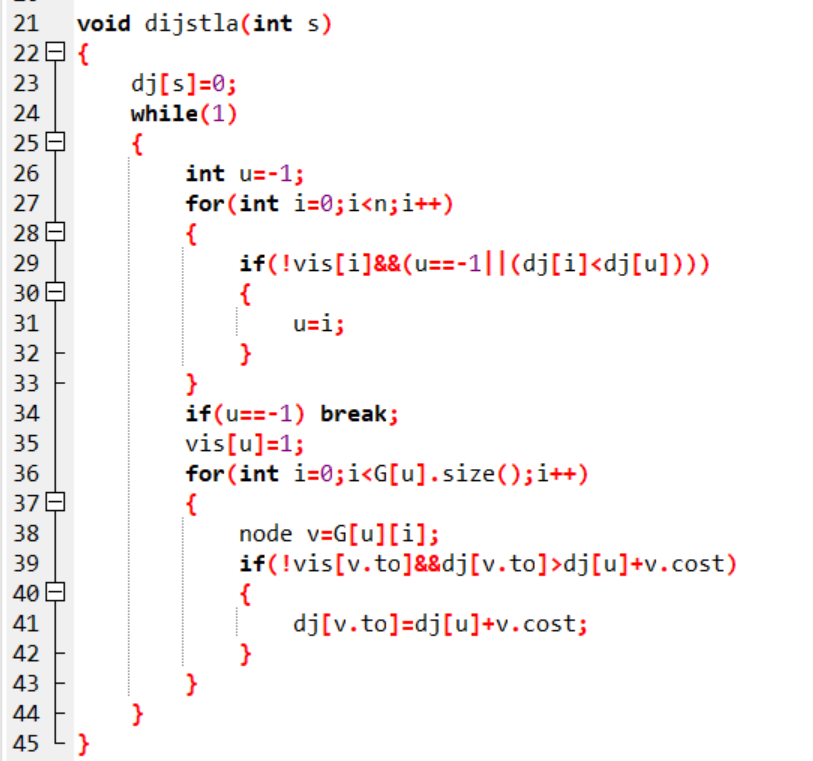 21 void dijstla(int s)
22 {
23     dj[s]=0;
24     while(1)
25     {
26         int u=-1;
27         for(int i=0;i<n;i++)
28         {
29             if(!vis[i]&&(u==-1||(dj[i]<dj[u])))
30             {
31                 u=i;
32             }
33         }
34         if(u==-1) break;
35         vis[u]=1;
36         for(int i=0;i<G[u].size();i++)
37         {
38             node v=G[u][i];
39             if(!vis[v.to]&&dj[v.to]>dj[u]+v.cost)
40             {
41                 dj[v.to]=dj[u]+v.cost;
42             }
43         }
44     }
45 }